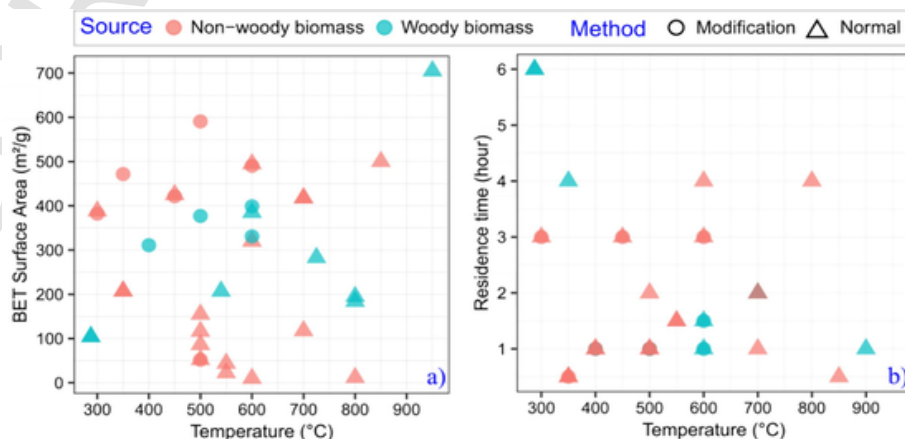 Source Non-woody biomass Woody biomass Method Modification Normal
BET Surface Area (m²/g)
700
600
500
400
300
200
100
0
300 400 500 600 700 800 900
Temperature (°C)
a)
Residence time (hour)
6
4
3
2
1
300 400 500 600 700 800 900
Temperature (°C)
b)